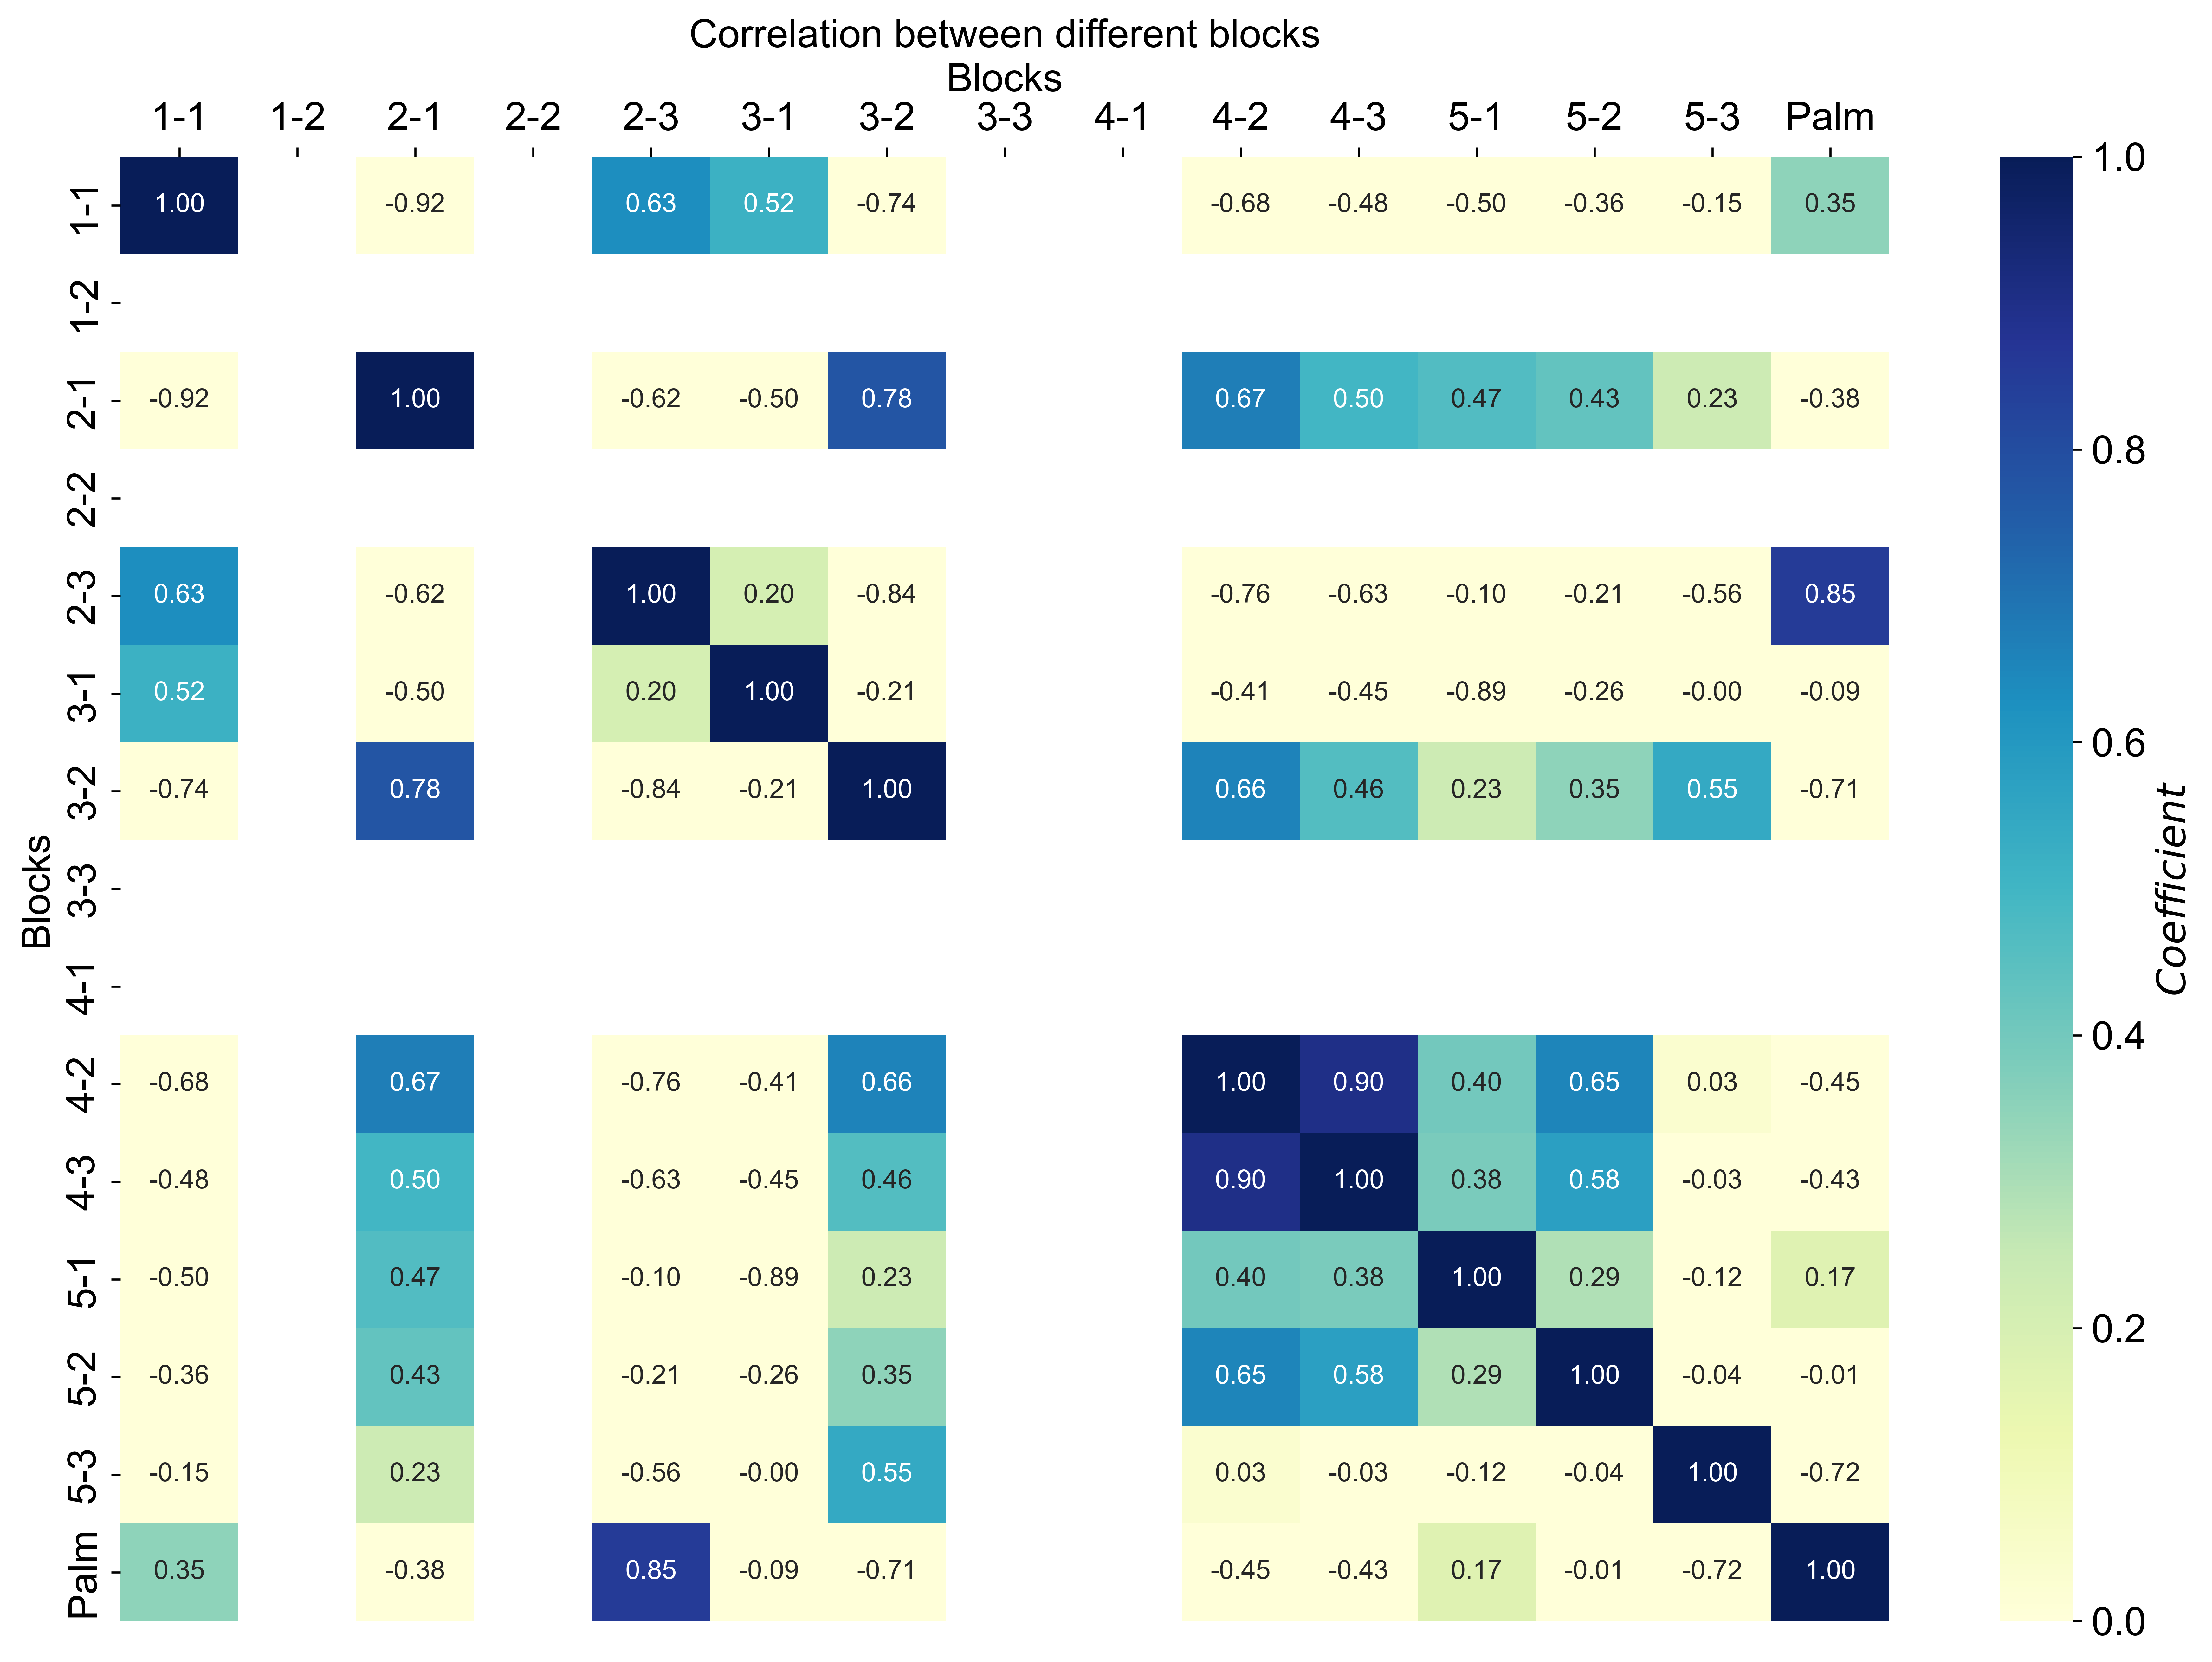 Correlation between different blocks
Blocks
1-1 1-2 2-1 2-2 2-3 3-1 3-2 3-3 4-1 4-2 4-3 5-1 5-2 5-3 Palm
1-1 1.00 -0.92 0.63 0.52 -0.74 -0.68 -0.48 -0.50 -0.36 -0.15 0.35
1-2
2-1 -0.92 1.00 -0.62 -0.50 0.78 0.67 0.50 0.47 0.43 0.23 -0.38
2-2
2-3 0.63 -0.62 1.00 0.20 -0.84 -0.76 -0.63 -0.10 -0.21 -0.56 0.85
3-1 0.52 -0.50 0.20 1.00 -0.21 -0.41 -0.45 -0.89 -0.26 -0.00 -0.09
3-2 -0.74 0.78 -0.84 -0.21 1.00 0.66 0.46 0.23 0.35 0.55 -0.71
3-3
4-1
4-2 -0.68 0.67 -0.76 -0.41 0.66 1.00 0.90 0.40 0.65 0.03 -0.45
4-3 -0.48 0.50 -0.63 -0.45 0.46 0.90 1.00 0.38 0.58 -0.03 -0.43
5-1 -0.50 0.47 -0.10 -0.89 0.23 0.40 0.38 1.00 0.29 -0.12 0.17
5-2 -0.36 0.43 -0.21 -0.26 0.35 0.65 0.58 0.29 1.00 -0.04 -0.01
5-3 -0.15 0.23 -0.56 -0.00 0.55 0.03 -0.03 -0.12 -0.04 1.00 -0.72
Palm 0.35 -0.38 0.85 -0.09 -0.71 -0.45 -0.43 0.17 -0.01 -0.72 1.00
Blocks
1.0
0.8
0.6
0.4
0.2
0.0
Coefficient